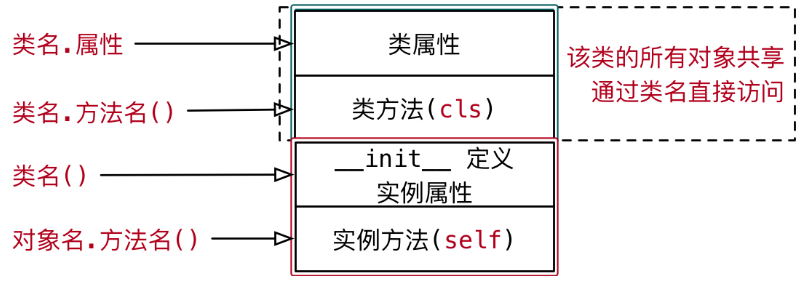 类名.属性
类属性
该类的所有对象共享
通过类名直接访问
类名.方法名()
类方法(cls)
类名()
__init__ 定义
实例属性
对象名.方法名()
实例方法(self)